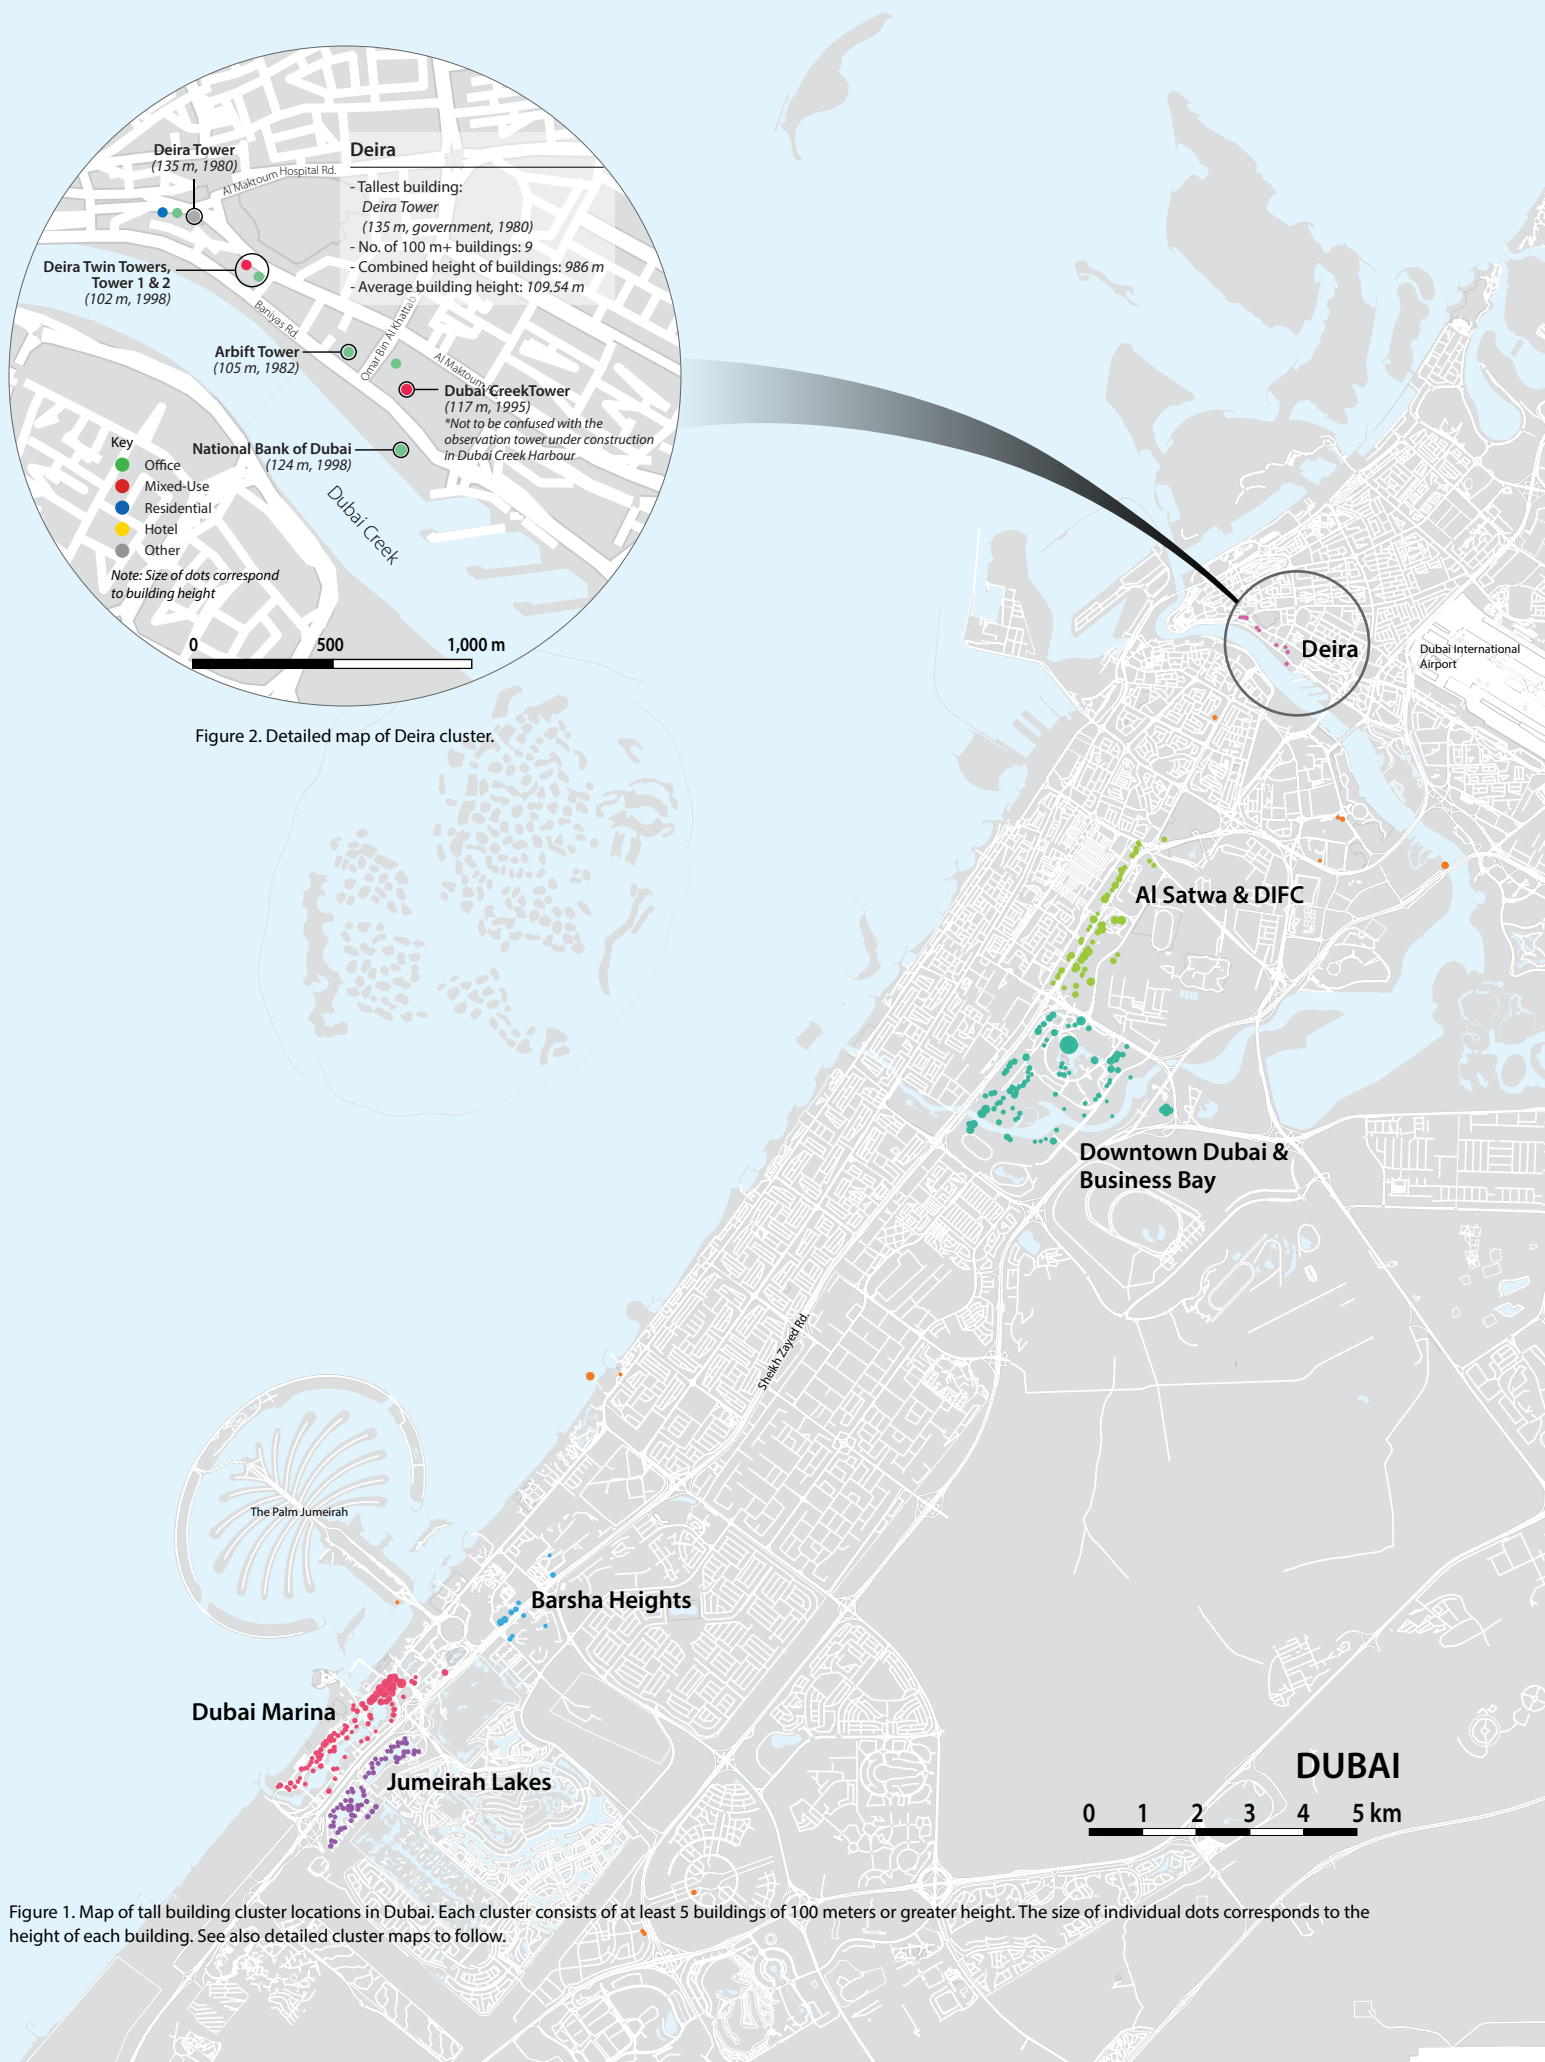 Deira Tower
(135 m, 1980)
Al Maktoum Hospital Rd.
Deira
- Tallest building:
Deira Tower
(135 m, government, 1980)
- No. of 100 m+ buildings: 9
- Combined height of buildings: 986 m
- Average building height: 109.54 m
Deira Twin Towers,
Tower 1 & 2
(102 m, 1998)
Baniyas Rd.
Omar Bin Al Khattab
Arbift Tower
(105 m, 1982)
Al Maktoum
Dubai CreekTower
(117 m, 1995)
*Not to be confused with the
observation tower under construction
in Dubai Creek Harbour
National Bank of Dubai
(124 m, 1998)
Dubai Creek
Key
Office
Mixed-Use
Residential
Hotel
Other
Note: Size of dots correspond
to building height
0 500 1,000 m
Figure 2. Detailed map of Deira cluster.
Deira
Dubai International
Airport
Al Satwa & DIFC
Downtown Dubai &
Business Bay
Sheikh Zayed Rd.
The Palm Jumeirah
Barsha Heights
Dubai Marina
Jumeirah Lakes
DUBAI
0 1 2 3 4 5 km
Figure 1. Map of tall building cluster locations in Dubai. Each cluster consists of at least 5 buildings of 100 meters or greater height. The size of individual dots corresponds to the
height of each building. See also detailed cluster maps to follow.